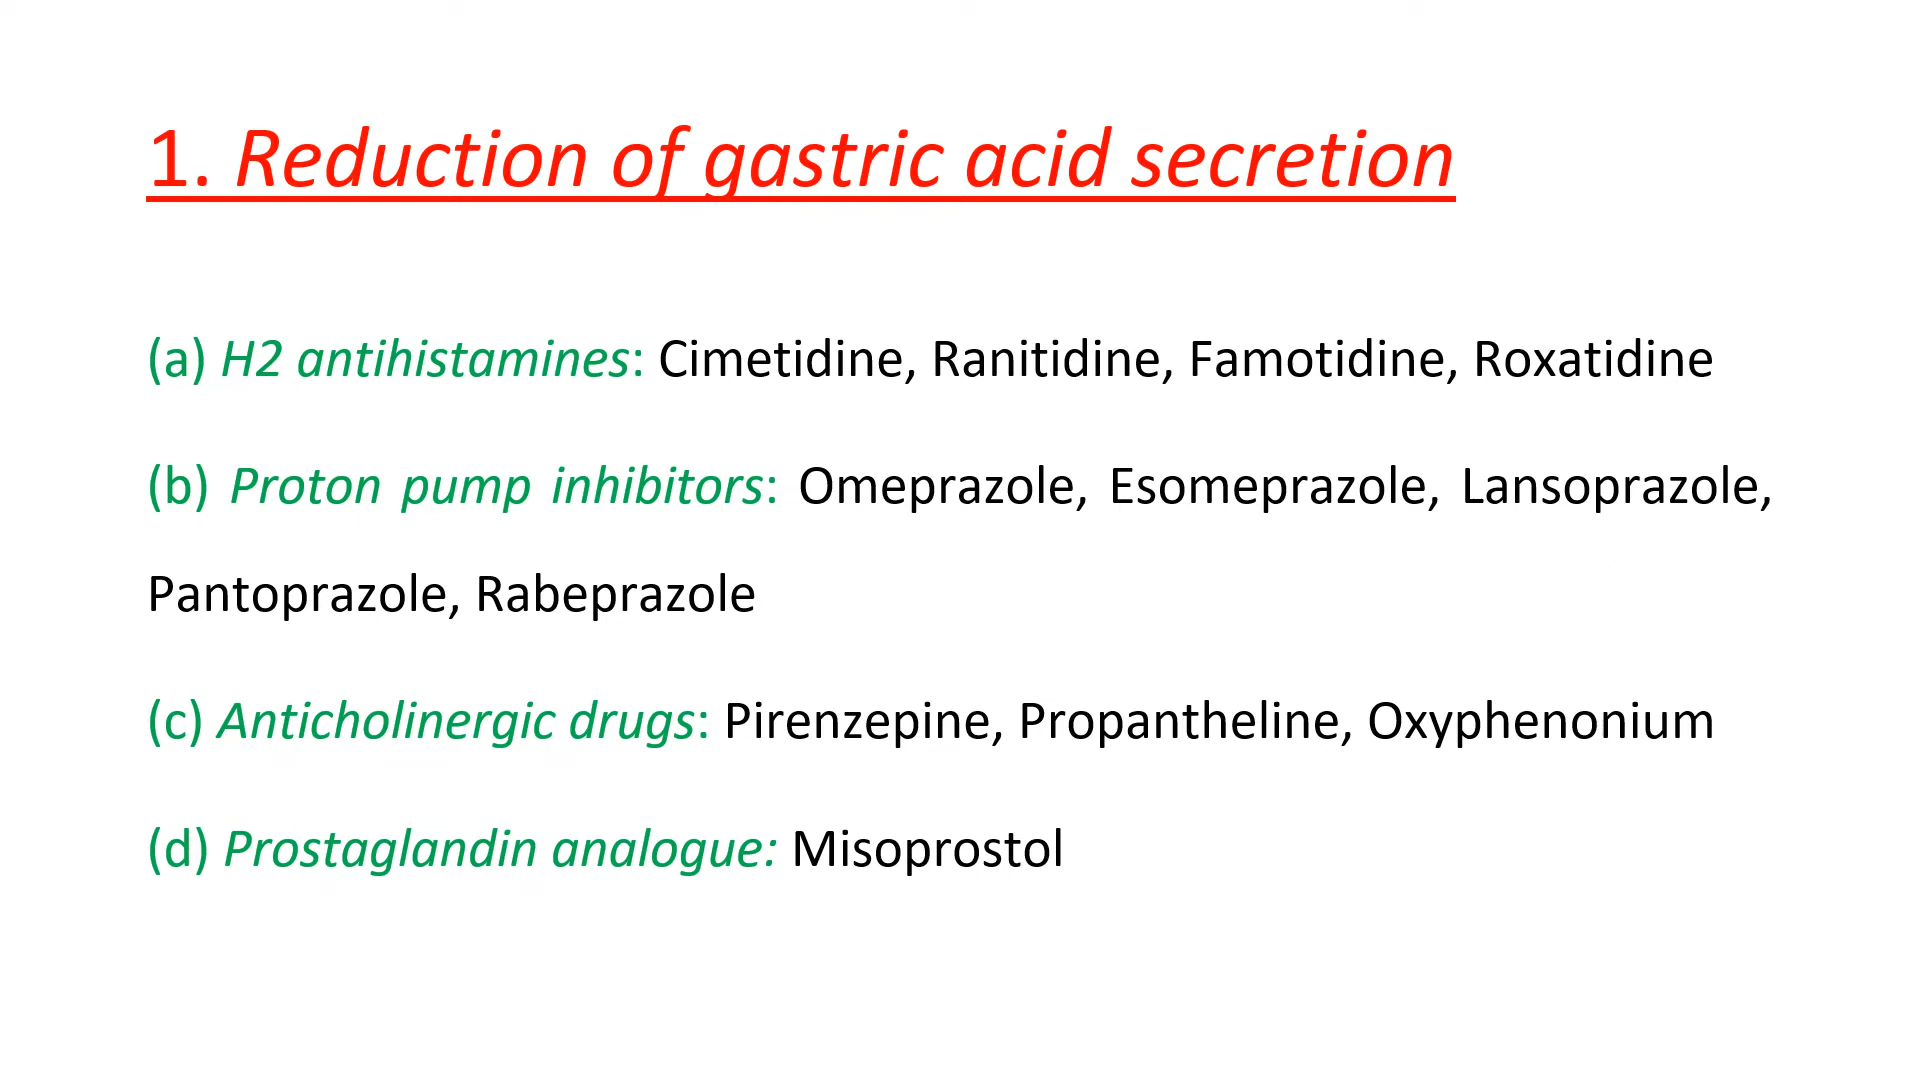 1. Reduction of gastric acid secretion
(a) H2 antihistamines: Cimetidine, Ranitidine, Famotidine, Roxatidine
(b) Proton pump inhibitors: Omeprazole, Esomeprazole, Lansoprazole,
Pantoprazole, Rabeprazole
(c) Anticholinergic drugs: Pirenzepine, Propantheline, Oxyphenonium
(d) Prostaglandin analogue: Misoprostol